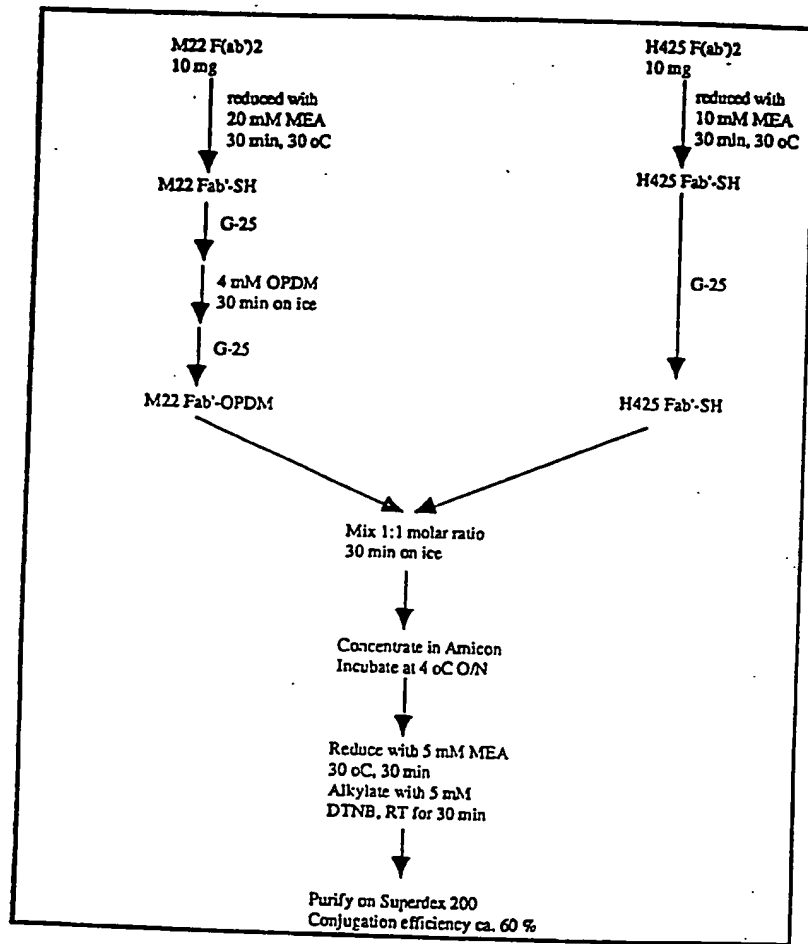 M22 F(ab')2
10 mg
reduced with
20 mM MEA
30 min, 30 oC
M22 Fab'-SH
G-25
4 mM OPDM
30 min on ice
G-25
M22 Fab'-OPDM
H425 F(ab')2
10 mg
reduced with
10 mM MEA
30 min, 30 oC
H425 Fab'-SH
G-25
H425 Fab'-SH
Mix 1:1 molar ratio
30 min on ice
Concentrate in Amicon
Incubate at 4 oC O/N
Reduce with 5 mM MEA
30 oC, 30 min
Alkylate with 5 mM
DTNB, RT for 30 min
Purify on Superdex 200
Conjugation efficiency ca. 60 %